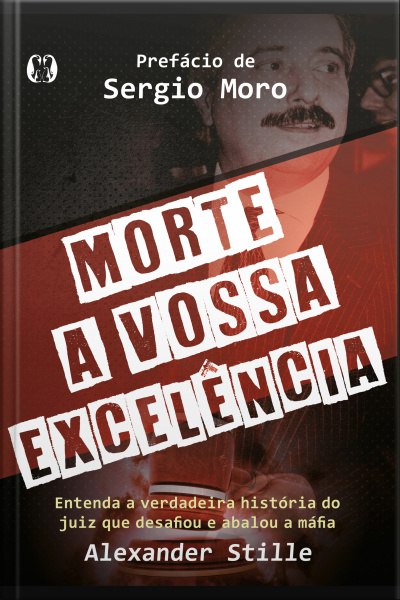 Prefácio de
Sergio Moro
MORTE
A VOSSA
EXCELÊNCIA
Entenda a verdadeira história do
juiz que desafiou e abalou a máfia
Alexander Stille